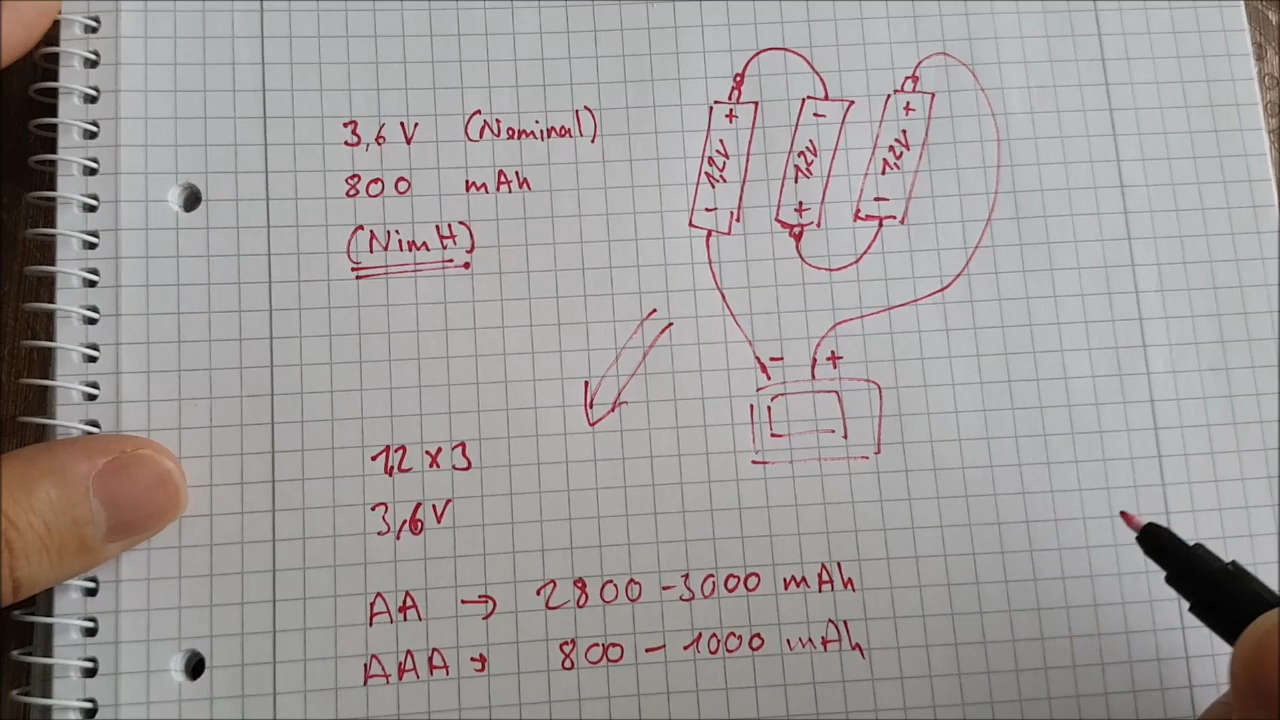 3,6 V (Nominal)
800 mAh
(NimH)
+ - +
1,2V 1,2V 1,2V
- + -
- +
1,2 x 3
3,6V
AA → 2800-3000 mAh
AAA → 800 - 1000 mAh